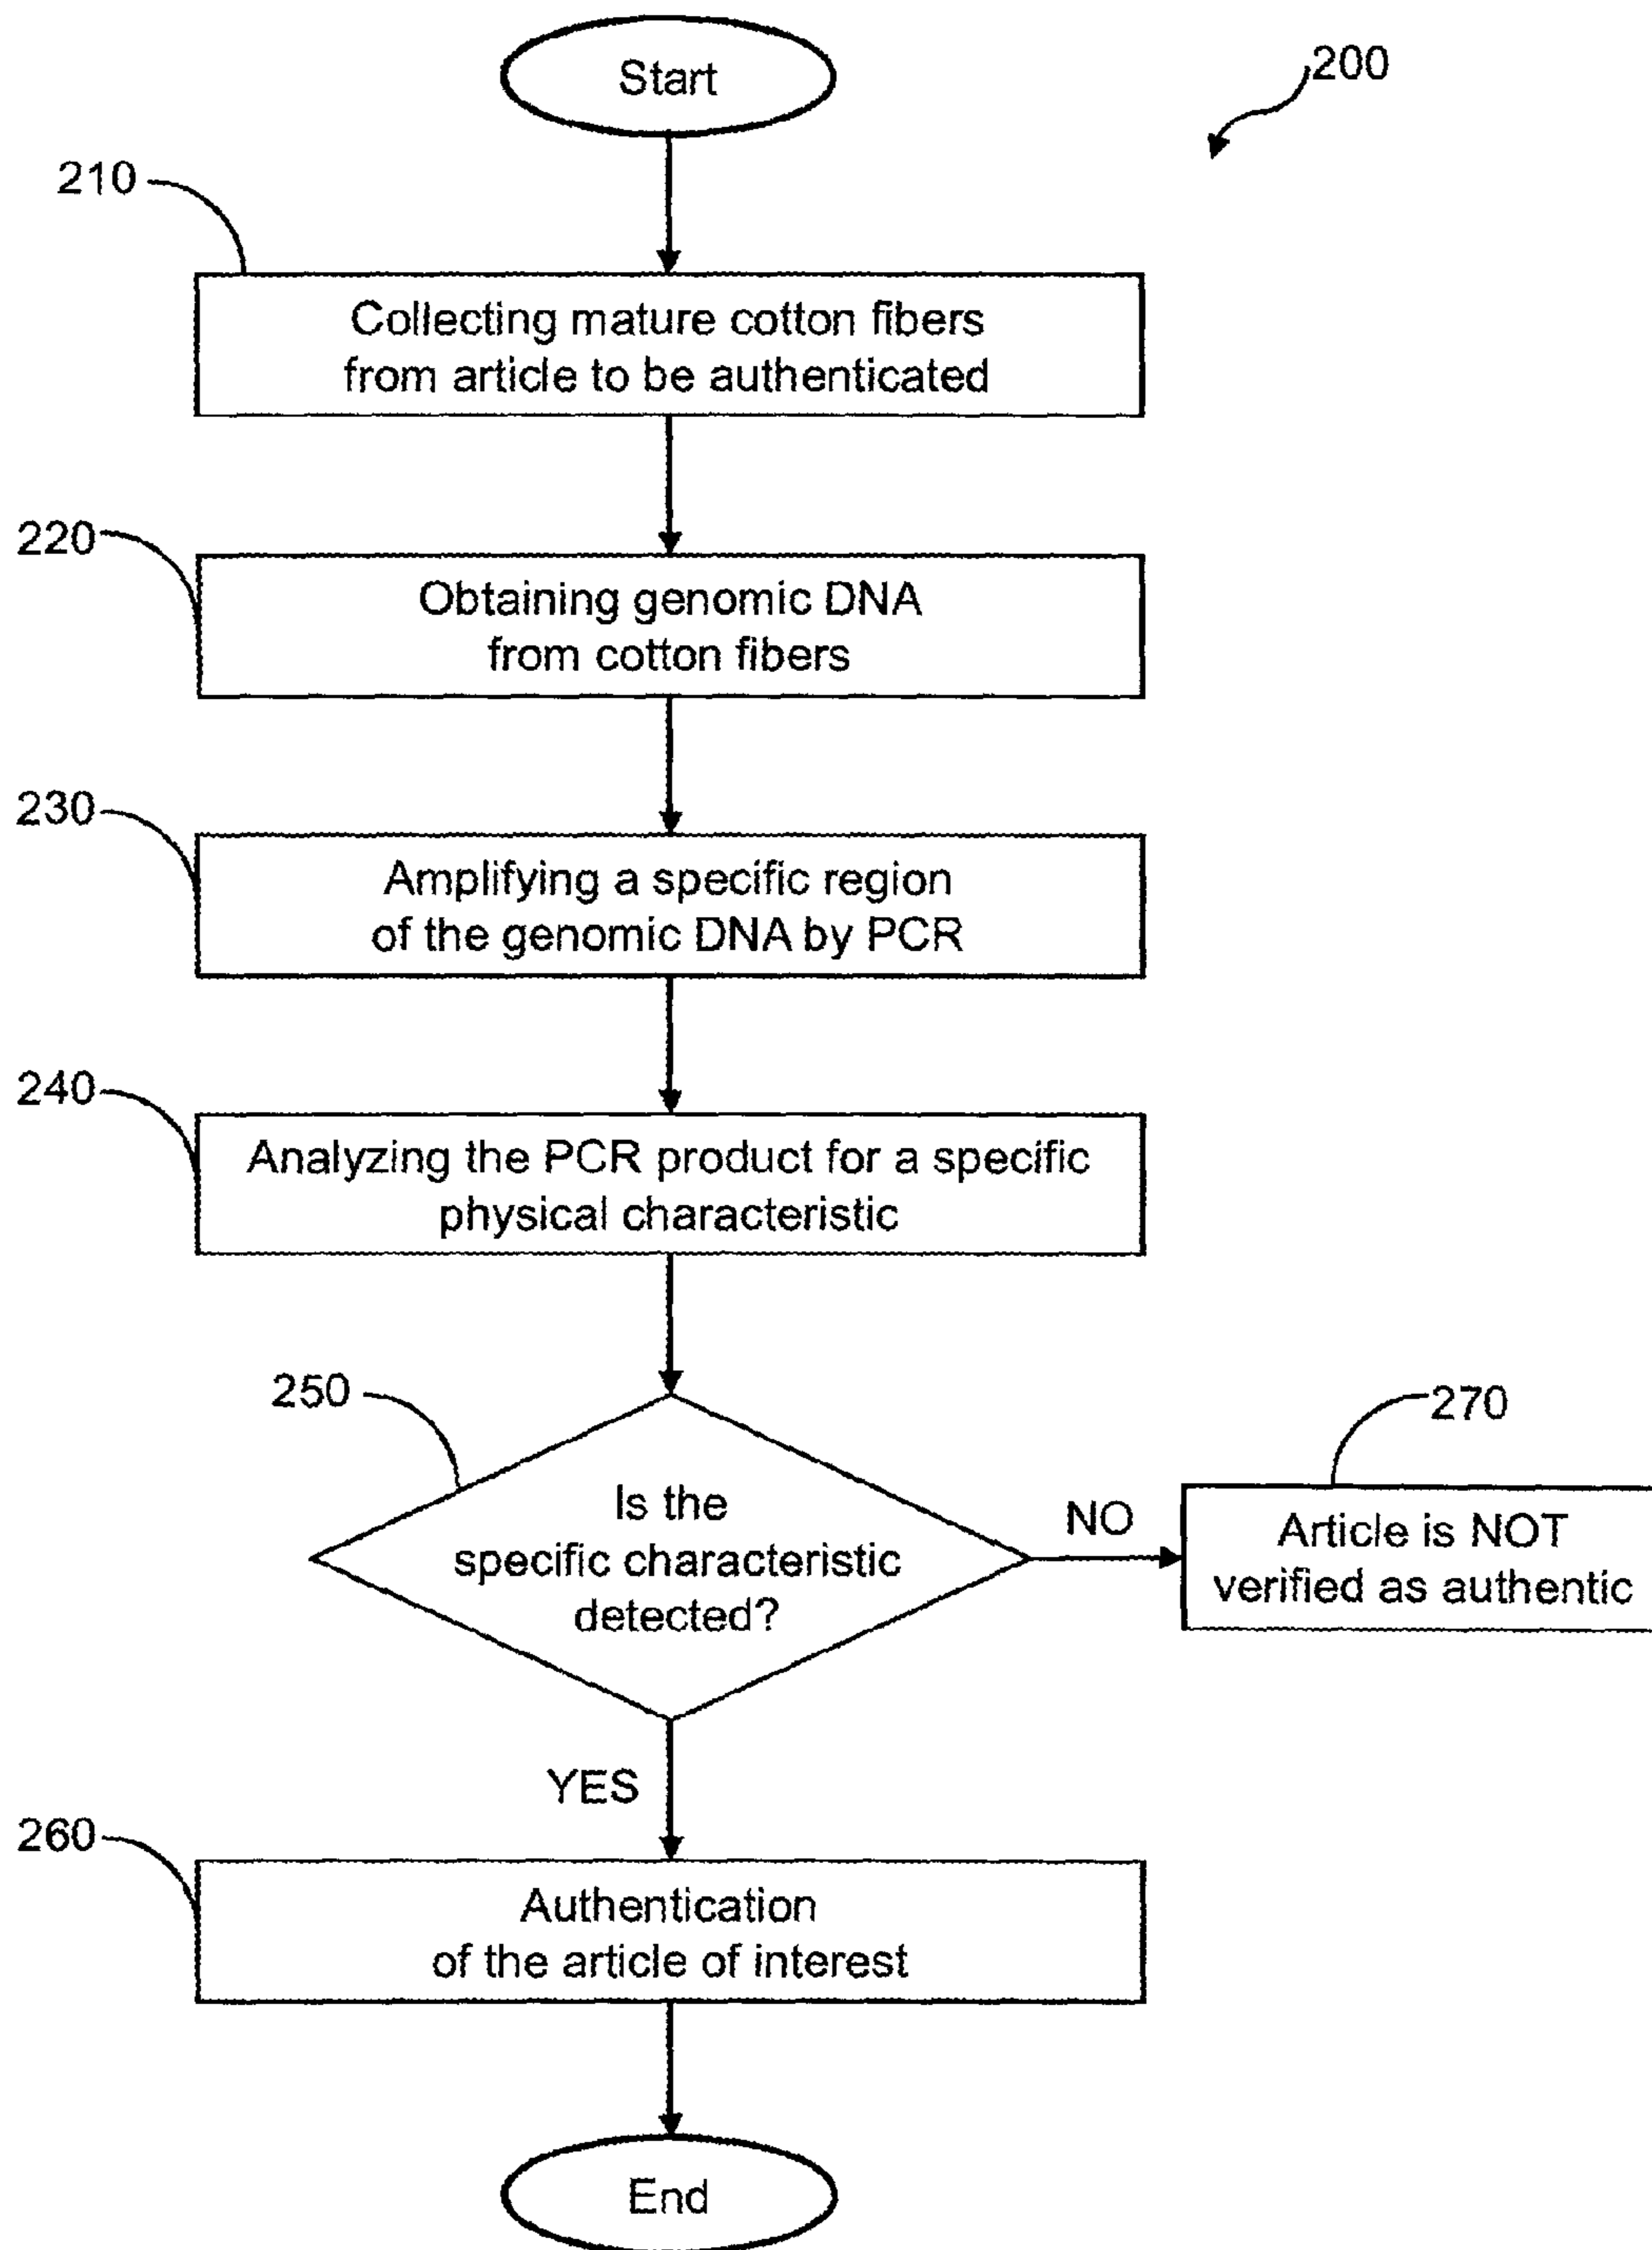 Start
200
210
Collecting mature cotton fibers
from article to be authenticated
220
Obtaining genomic DNA
from cotton fibers
230
Amplifying a specific region
of the genomic DNA by PCR
240
Analyzing the PCR product for a specific
physical characteristic
250
Is the
specific characteristic
detected?
NO
270
Article is NOT
verified as authentic
YES
260
Authentication
of the article of interest
End